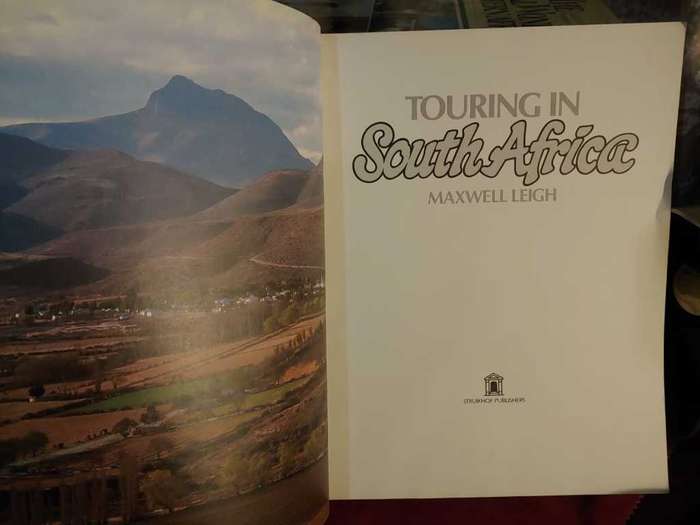 TOURING IN
South Africa
MAXWELL LEIGH
STRUIKHOF PUBLISHERS